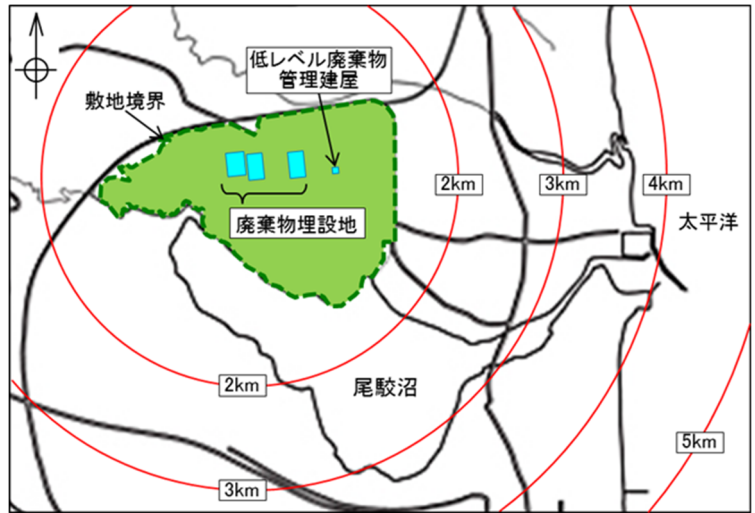 低レベル廃棄物
管理建屋
敷地境界
2km
3km
4km
廃棄物埋設地
太平洋
2km
尾駮沼
5km
3km